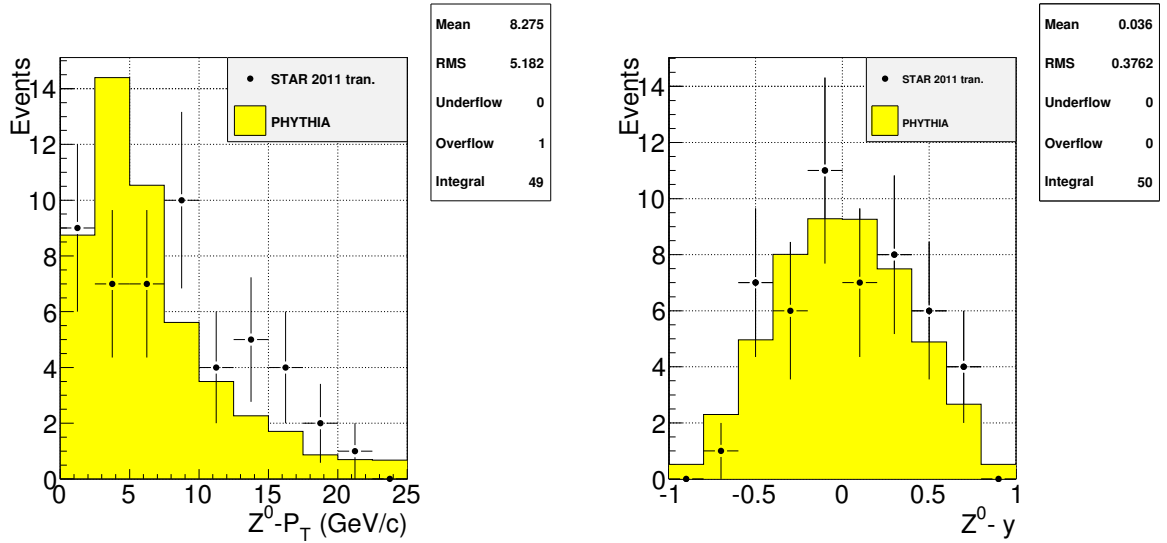 Events
14
12
10
8
6
4
2
0
0 5 10 15 20 25
Z⁰-P_T (GeV/c)
STAR 2011 tran.
PHYTHIA
Mean 8.275
RMS 5.182
Underflow 0
Overflow 1
Integral 49
Events
14
12
10
8
6
4
2
0
-1 -0.5 0 0.5 1
Z⁰- y
STAR 2011 tran.
PHYTHIA
Mean 0.036
RMS 0.3762
Underflow 0
Overflow 0
Integral 50